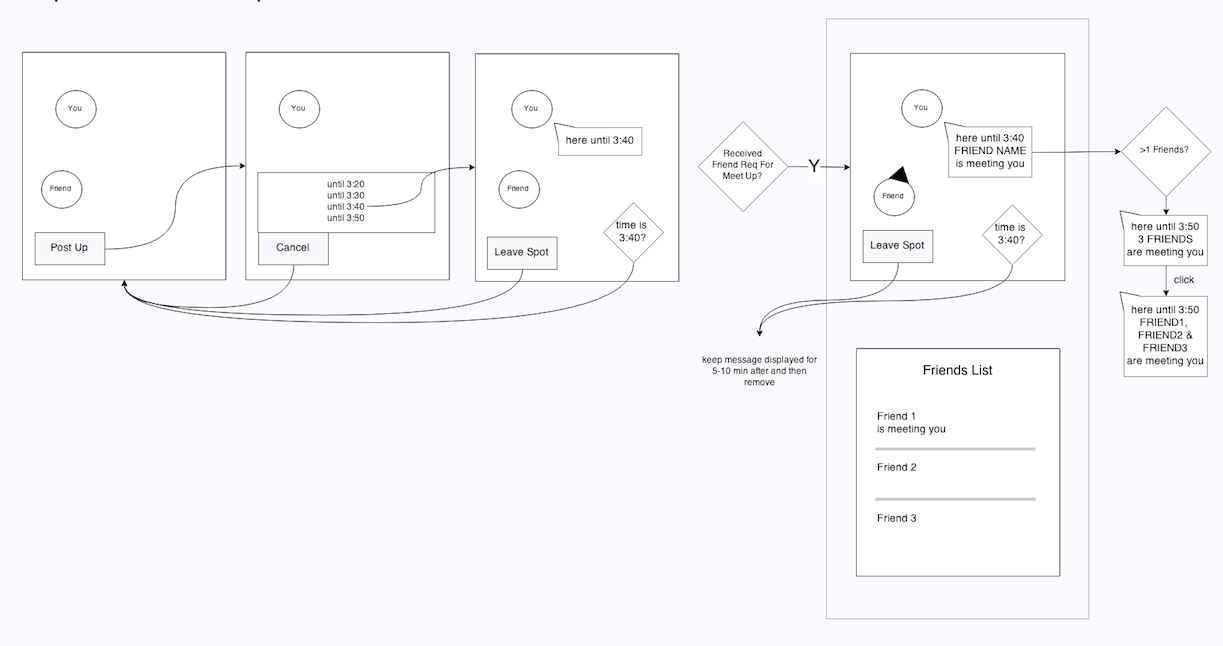 You
Friend
Post Up
You
until 3:20
until 3:30
until 3:40
until 3:50
Cancel
You
here until 3:40
Friend
time is
3:40?
Leave Spot
Received
Friend Req For
Meet Up?
Y
You
here until 3:40
FRIEND NAME
is meeting you
Friend
time is
3:40?
Leave Spot
keep message displayed for
5-10 min after and then
remove
Friends List
Friend 1
is meeting you
Friend 2
Friend 3
>1 Friends?
here until 3:50
3 FRIENDS
are meeting you
click
here until 3:50
FRIEND1,
FRIEND2 &
FRIEND3
are meeting you